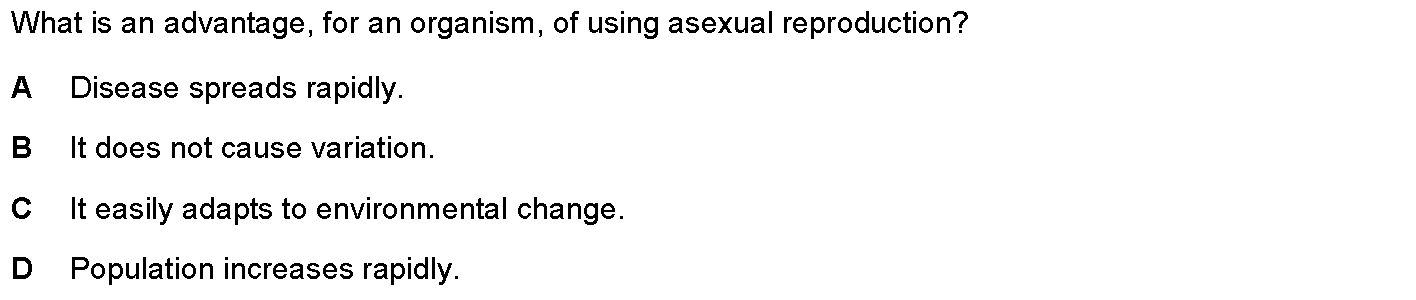 What is an advantage, for an organism, of using asexual reproduction?
A Disease spreads rapidly.
B It does not cause variation.
C It easily adapts to environmental change.
D Population increases rapidly.